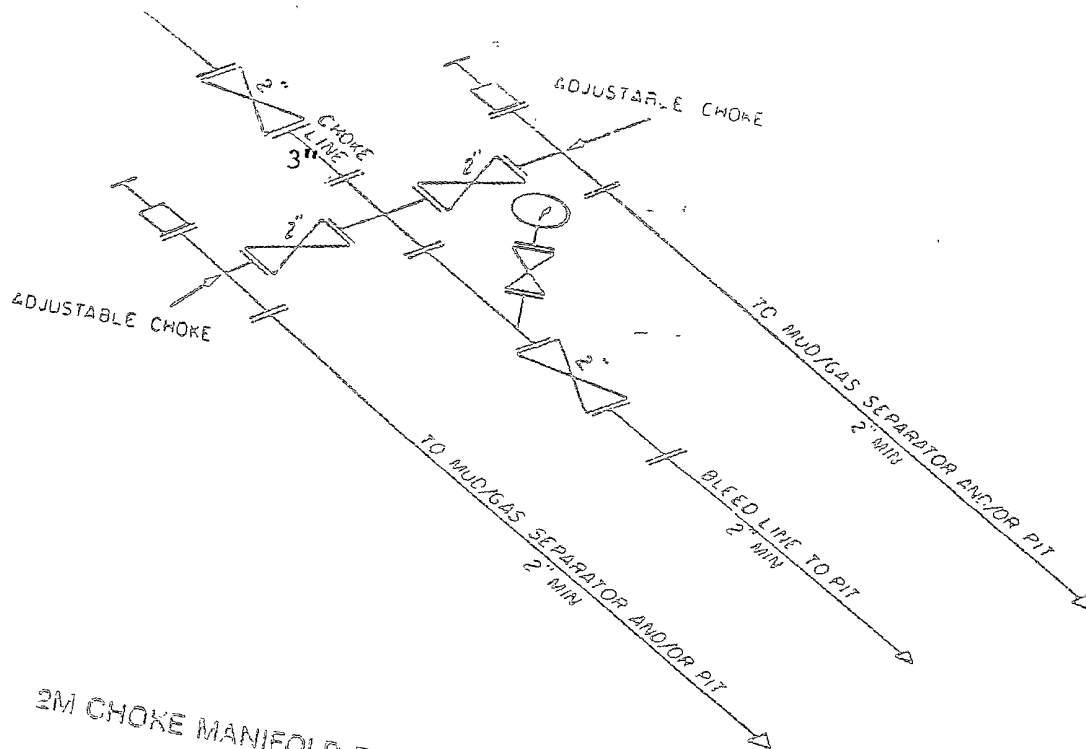 ADJUSTABLE CHOKE
2"
CHOKE
LINE
3"
2"
2"
ADJUSTABLE CHOKE
2"
TO MUD/GAS SEPARATOR AND/OR PIT
2" MIN
BLEED LINE TO PIT
2" MIN
TO MUD/GAS SEPARATOR AND/OR PIT
2" MIN
2M CHOKE MANIFOLD